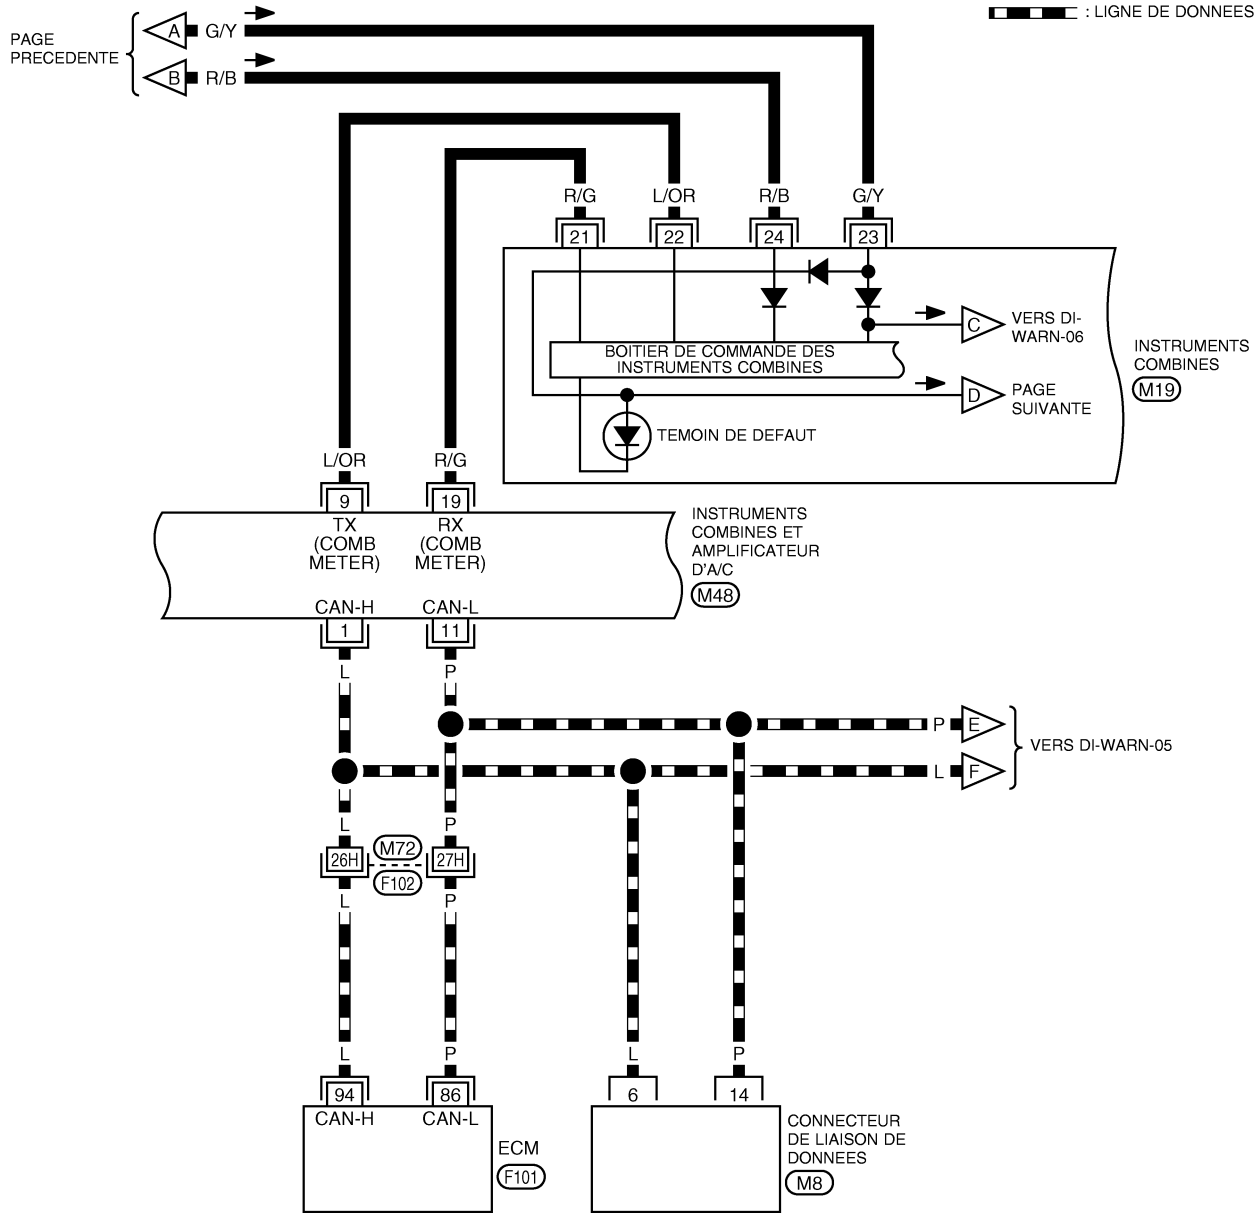 : LIGNE DE DONNEES
PAGE
PRECEDENTE
A
G/Y
B
R/B
R/G
L/OR
R/B
G/Y
21
22
24
23
C
VERS DI-
WARN-06
BOITIER DE COMMANDE DES
INSTRUMENTS COMBINES
INSTRUMENTS
COMBINES
M19
D
PAGE
SUIVANTE
TEMOIN DE DEFAUT
L/OR
R/G
9
19
TX
(COMB
METER)
RX
(COMB
METER)
INSTRUMENTS
COMBINES ET
AMPLIFICATEUR
D'A/C
M48
CAN-H
CAN-L
1
11
L
P
P
E
L
F
VERS DI-WARN-05
L
P
26H
M72
27H
F102
L
P
L
P
L
P
94
86
6
14
CAN-H
CAN-L
ECM
F101
CONNECTEUR
DE LIAISON DE
DONNEES
M8